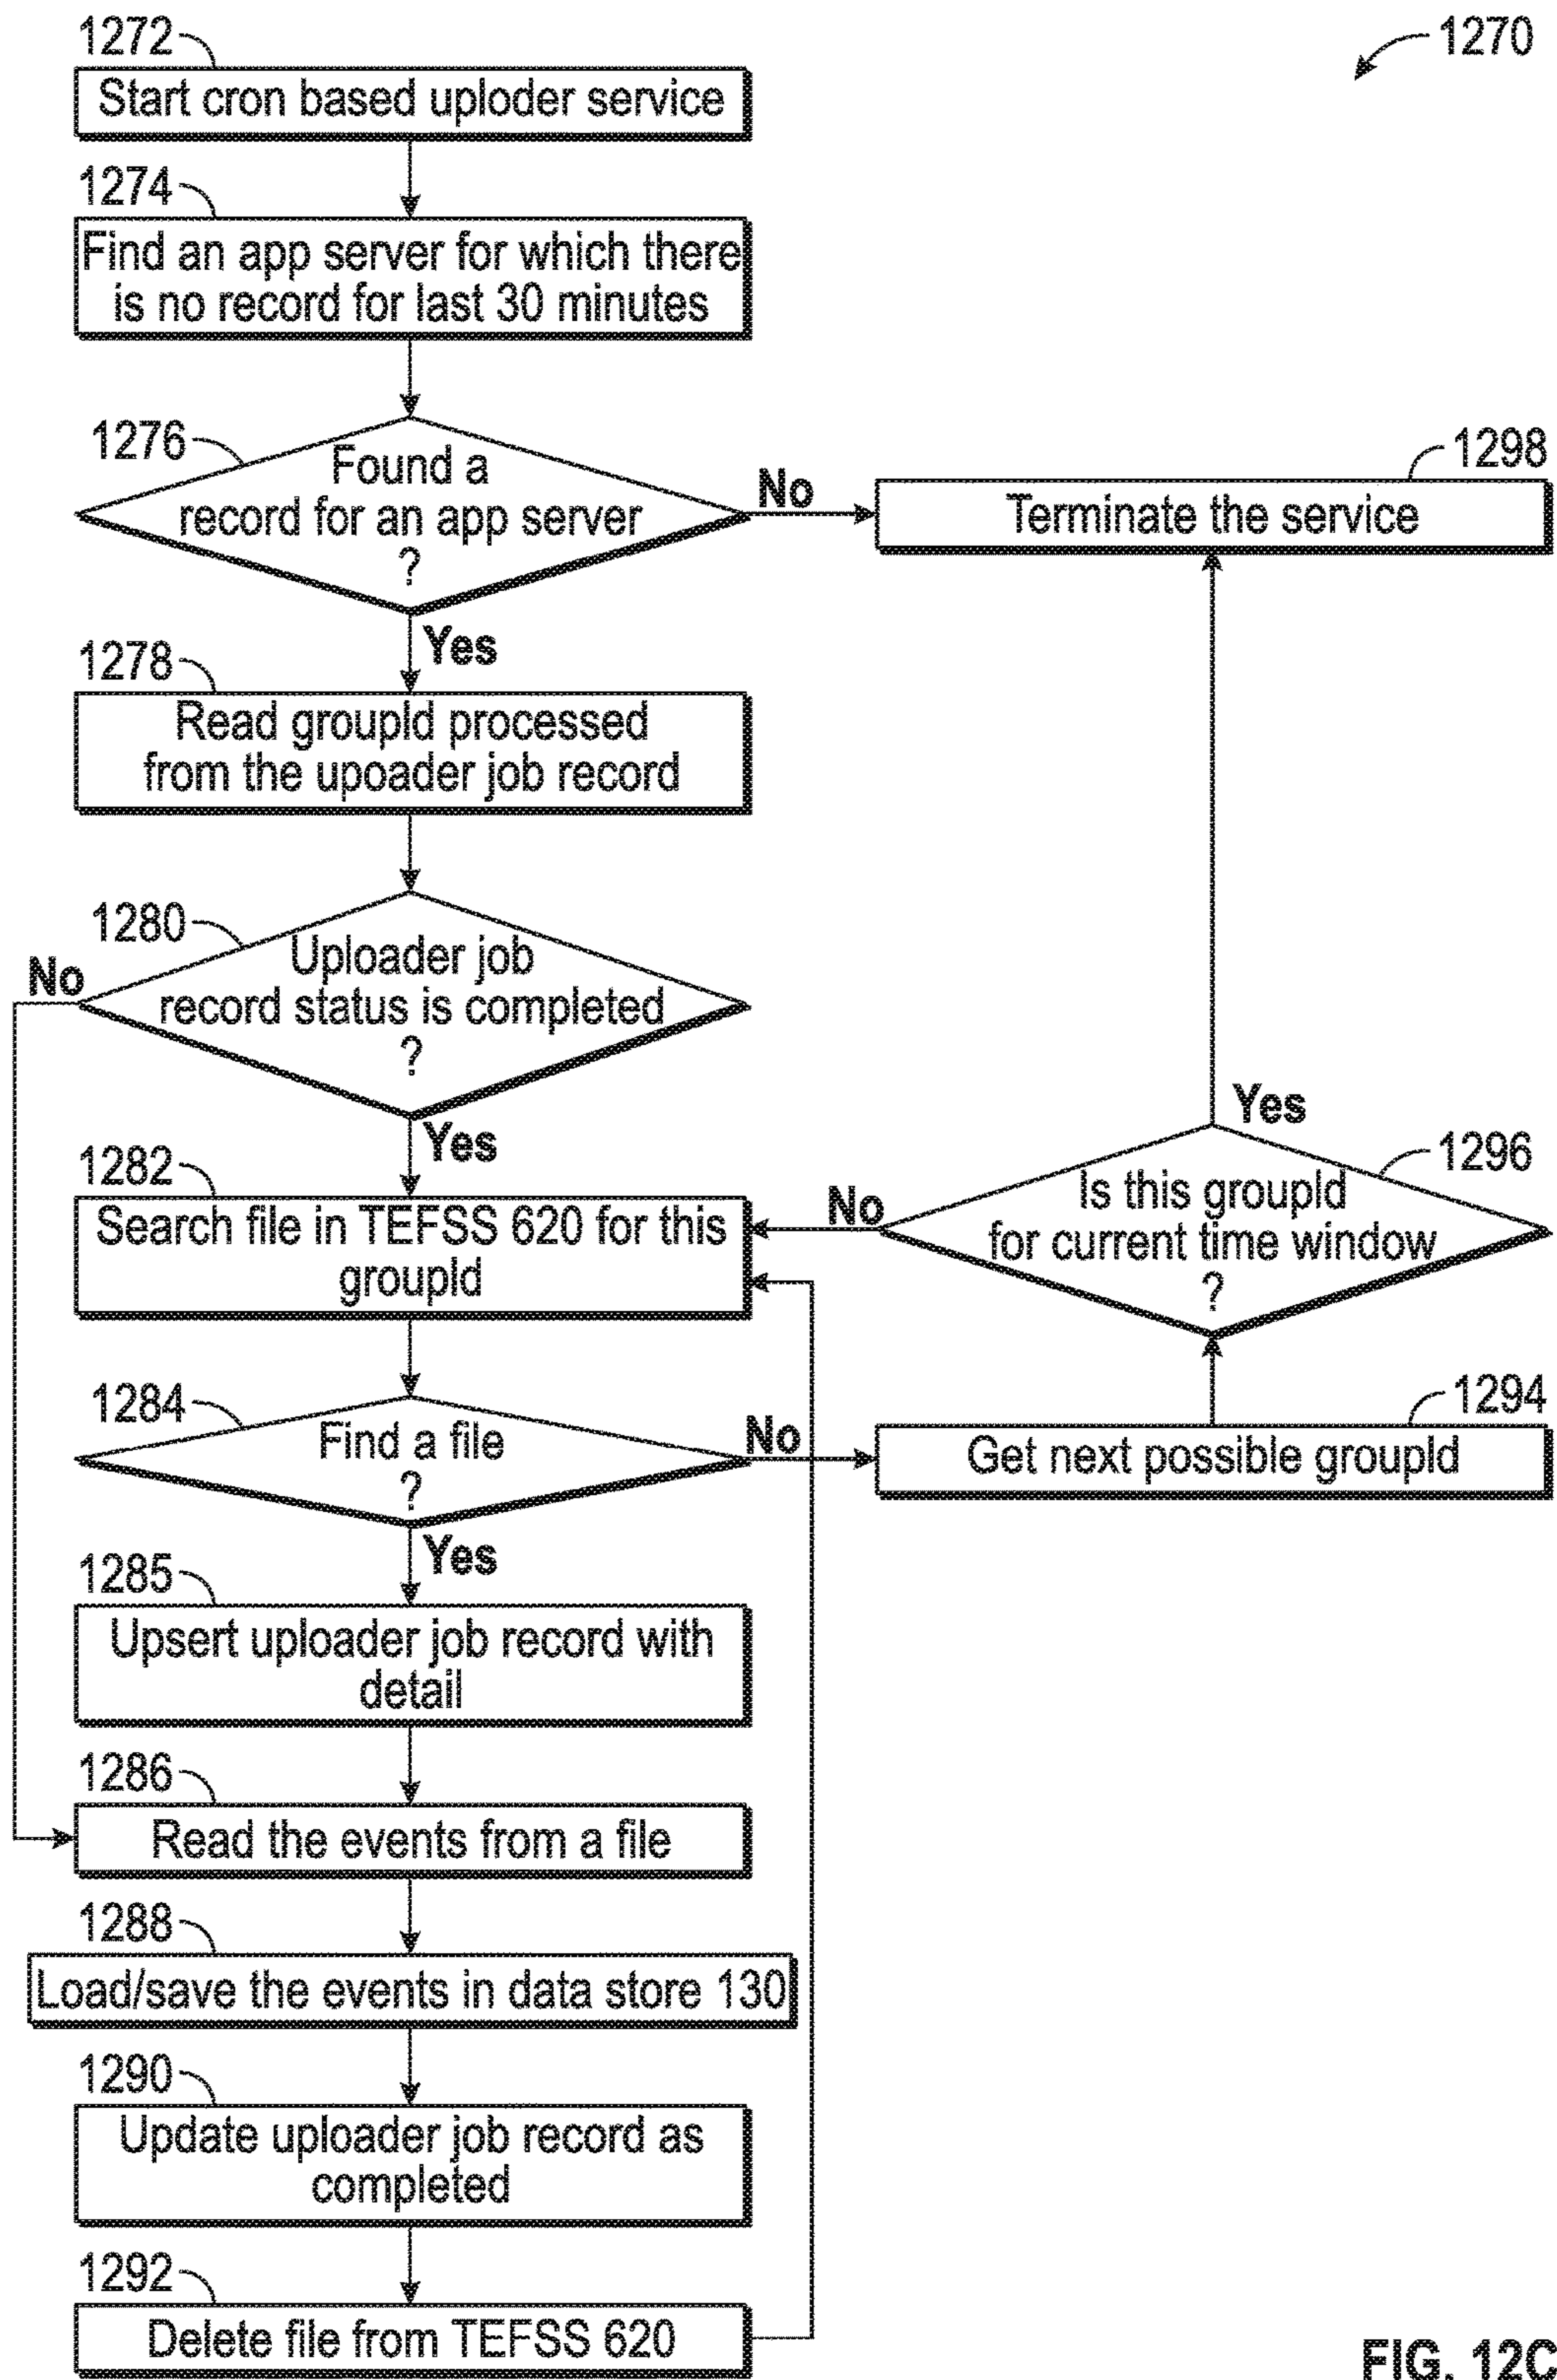 1272
1270
Start cron based uploder service
1274
Find an app server for which there
is no record for last 30 minutes
1276
Found a
record for an app server
?
No
1298
Terminate the service
Yes
1278
Read groupId processed
from the upoader job record
1280
Uploader job
record status is completed
?
No
Yes
Yes
1282
Search file in TEFSS 620 for this
groupId
No
1296
Is this groupId
for current time window
?
1284
Find a file
?
No
1294
Get next possible groupId
Yes
1285
Upsert uploader job record with
detail
1286
Read the events from a file
1288
Load/save the events in data store 130
1290
Update uploader job record as
completed
1292
Delete file from TEFSS 620
FIG. 12C